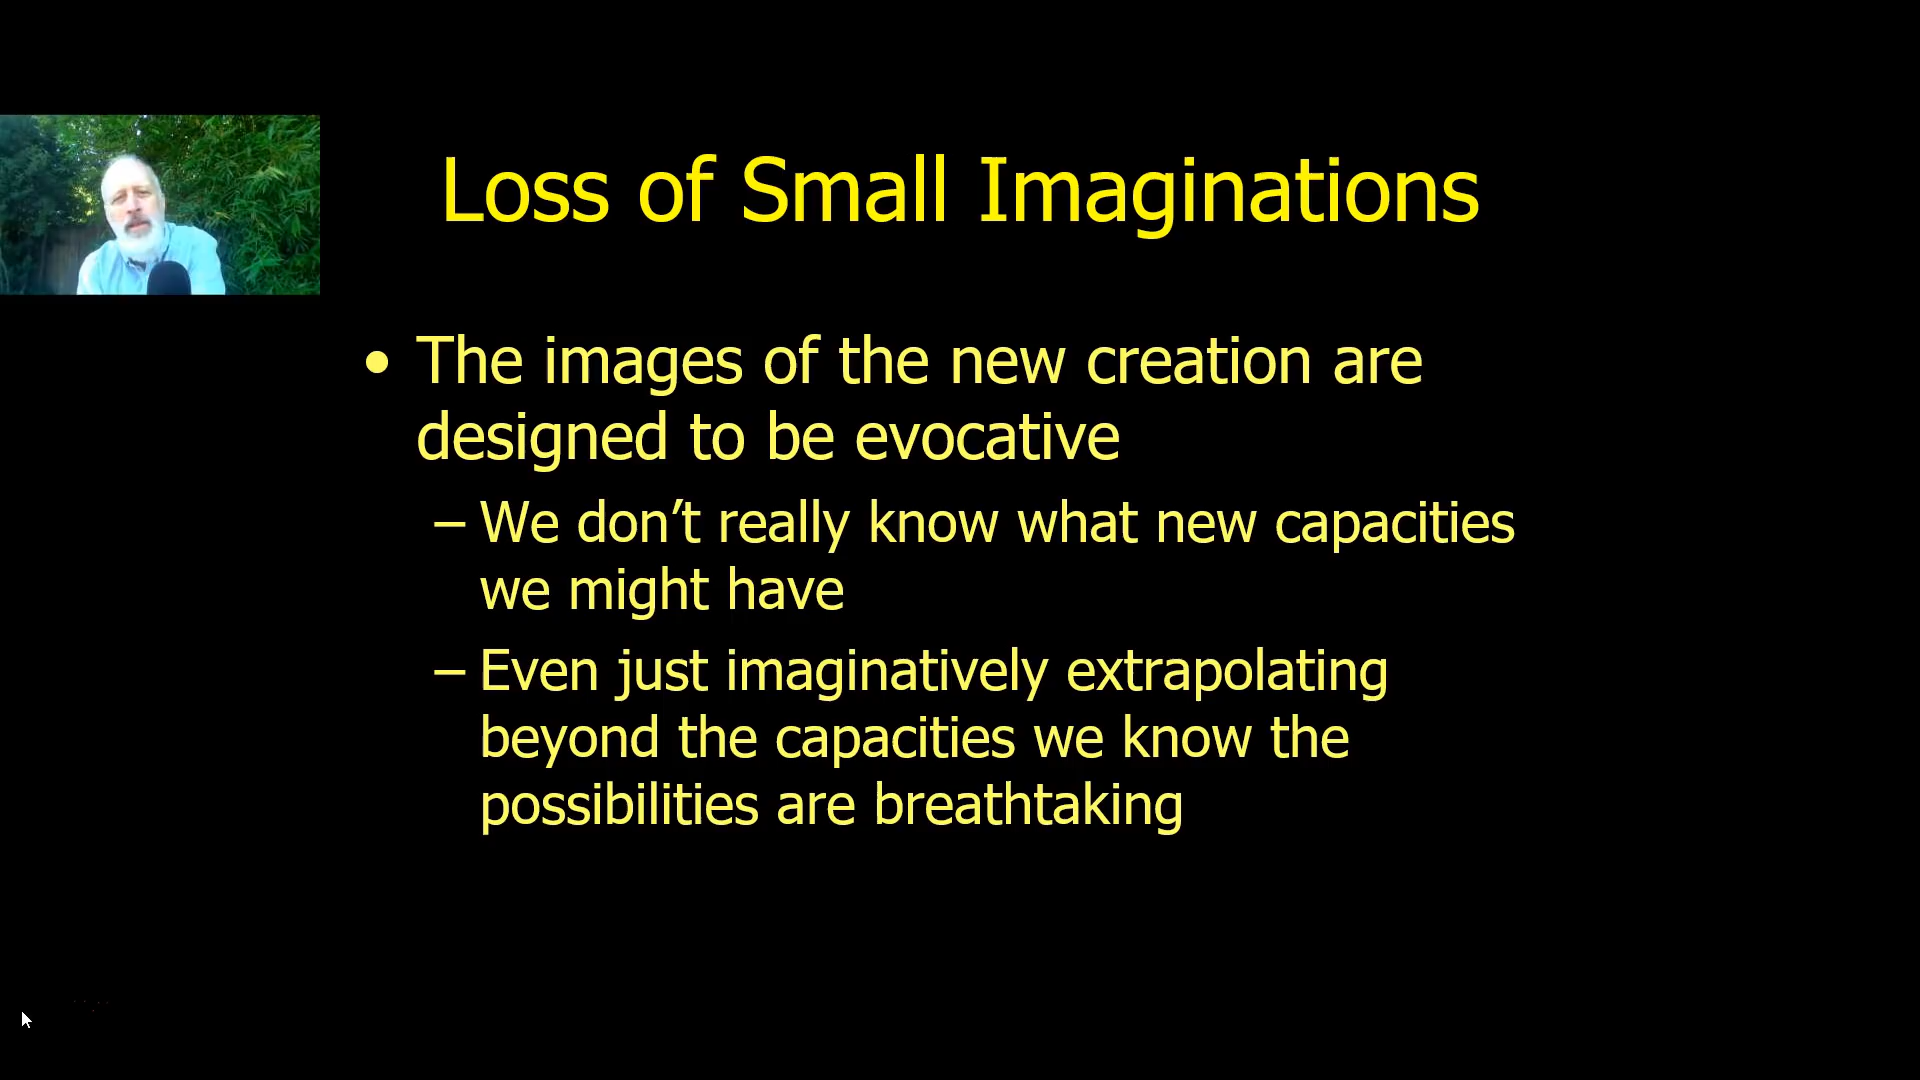 Loss of Small Imaginations
• The images of the new creation are
designed to be evocative
– We don’t really know what new capacities
we might have
– Even just imaginatively extrapolating
beyond the capacities we know the
possibilities are breathtaking